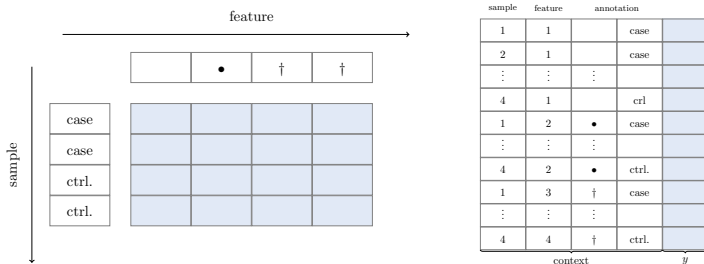 feature
• † †
sample
case
case
ctrl.
ctrl.
sample feature annotation
1 1 case
2 1 case
⋮ ⋮ ⋮
4 1 crl
1 2 • case
⋮ ⋮ ⋮
4 2 • ctrl.
1 3 † case
⋮ ⋮ ⋮
4 4 † ctrl.
context y